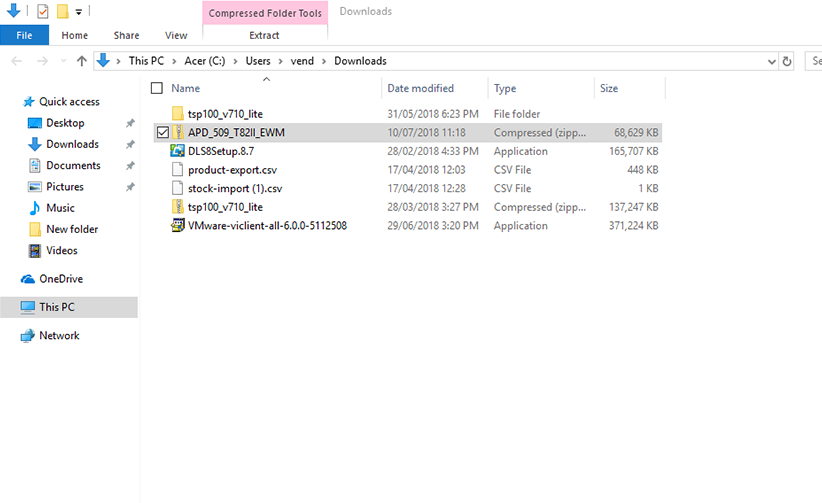 Compressed Folder Tools Downloads
File Home Share View Extract
This PC Acer (C:) Users vend Downloads Se
Name Date modified Type Size
Quick access
Desktop
Downloads
Documents
Pictures
Music
New folder
Videos
OneDrive
This PC
Network
tsp100_v710_lite 31/05/2018 6:23 PM File folder
APD_509_T82II_EWM 10/07/2018 11:18 Compressed (zipp... 68,629 KB
DLS8Setup.8.7 28/02/2018 4:33 PM Application 165,707 KB
product-export.csv 17/04/2018 12:03 CSV File 448 KB
stock-import (1).csv 17/04/2018 12:28 CSV File 1 KB
tsp100_v710_lite 28/03/2018 3:27 PM Compressed (zipp... 137,247 KB
VMware-viclient-all-6.0.0-5112508 29/06/2018 3:20 PM Application 371,224 KB